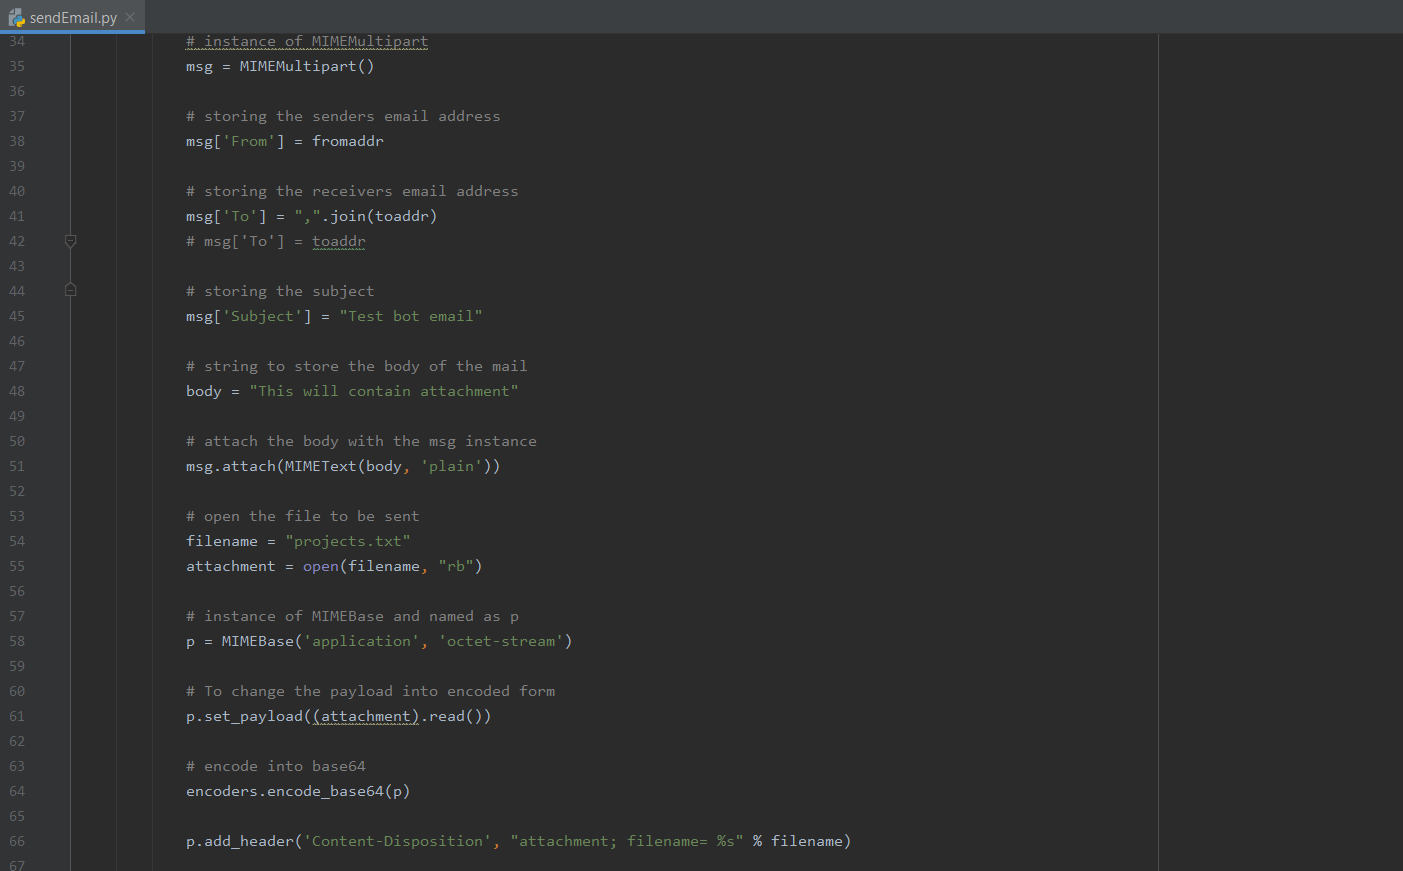 sendEmail.py
34 # instance of MIMEMultipart
35 msg = MIMEMultipart()
36
37 # storing the senders email address
38 msg['From'] = fromaddr
39
40 # storing the receivers email address
41 msg['To'] = ",".join(toaddr)
42 # msg['To'] = toaddr
43
44 # storing the subject
45 msg['Subject'] = "Test bot email"
46
47 # string to store the body of the mail
48 body = "This will contain attachment"
49
50 # attach the body with the msg instance
51 msg.attach(MIMEText(body, 'plain'))
52
53 # open the file to be sent
54 filename = "projects.txt"
55 attachment = open(filename, "rb")
56
57 # instance of MIMEBase and named as p
58 p = MIMEBase('application', 'octet-stream')
59
60 # To change the payload into encoded form
61 p.set_payload((attachment).read())
62
63 # encode into base64
64 encoders.encode_base64(p)
65
66 p.add_header('Content-Disposition', "attachment; filename= %s" % filename)
67